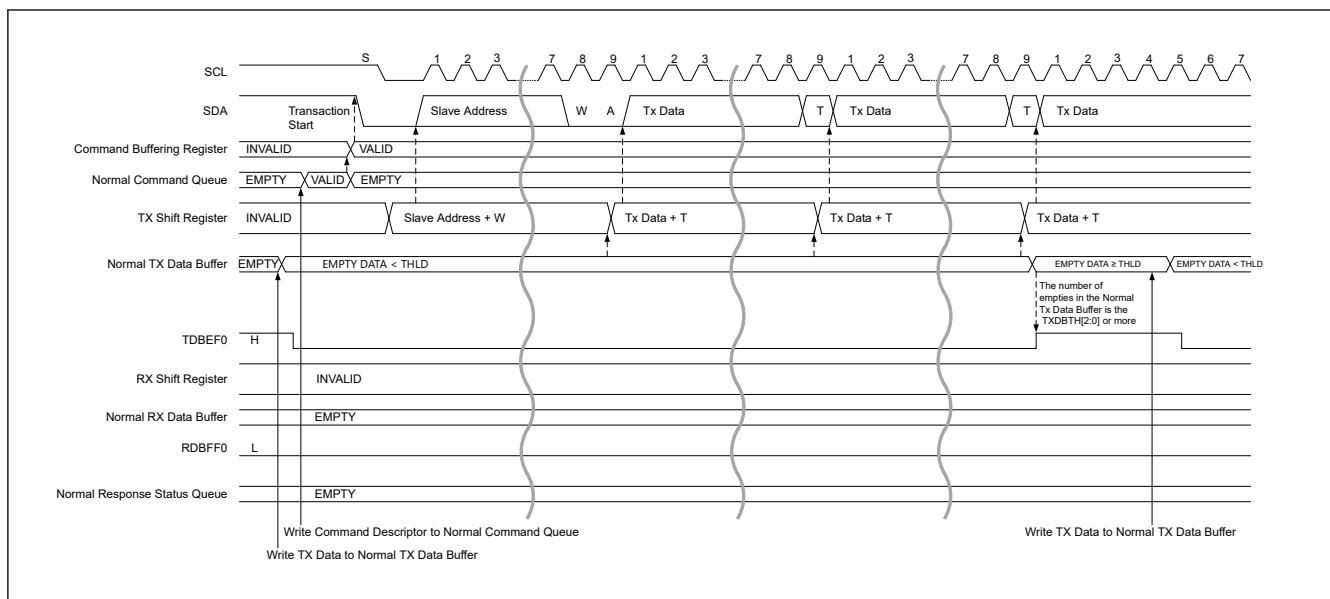 S 1 2 3 7 8 9 1 2 3 7 8 9 1 2 3 7 8 9 1 2 3 4 5 6 7
SCL
SDA Transaction Start Slave Address W A Tx Data T Tx Data T Tx Data
Command Buffering Register INVALID VALID
Normal Command Queue EMPTY VALID EMPTY
TX Shift Register INVALID Slave Address + W Tx Data + T Tx Data + T Tx Data + T
Normal TX Data Buffer EMPTY EMPTY DATA < THLD EMPTY DATA ≥ THLD EMPTY DATA < THLD
The number of
empties in the Normal
Tx Data Buffer is the
TXDBTH[2:0] or more
TDBEF0 H
RX Shift Register INVALID
Normal RX Data Buffer EMPTY
RDBFF0 L
Normal Response Status Queue EMPTY
Write Command Descriptor to Normal Command Queue Write TX Data to Normal TX Data Buffer
Write TX Data to Normal TX Data Buffer